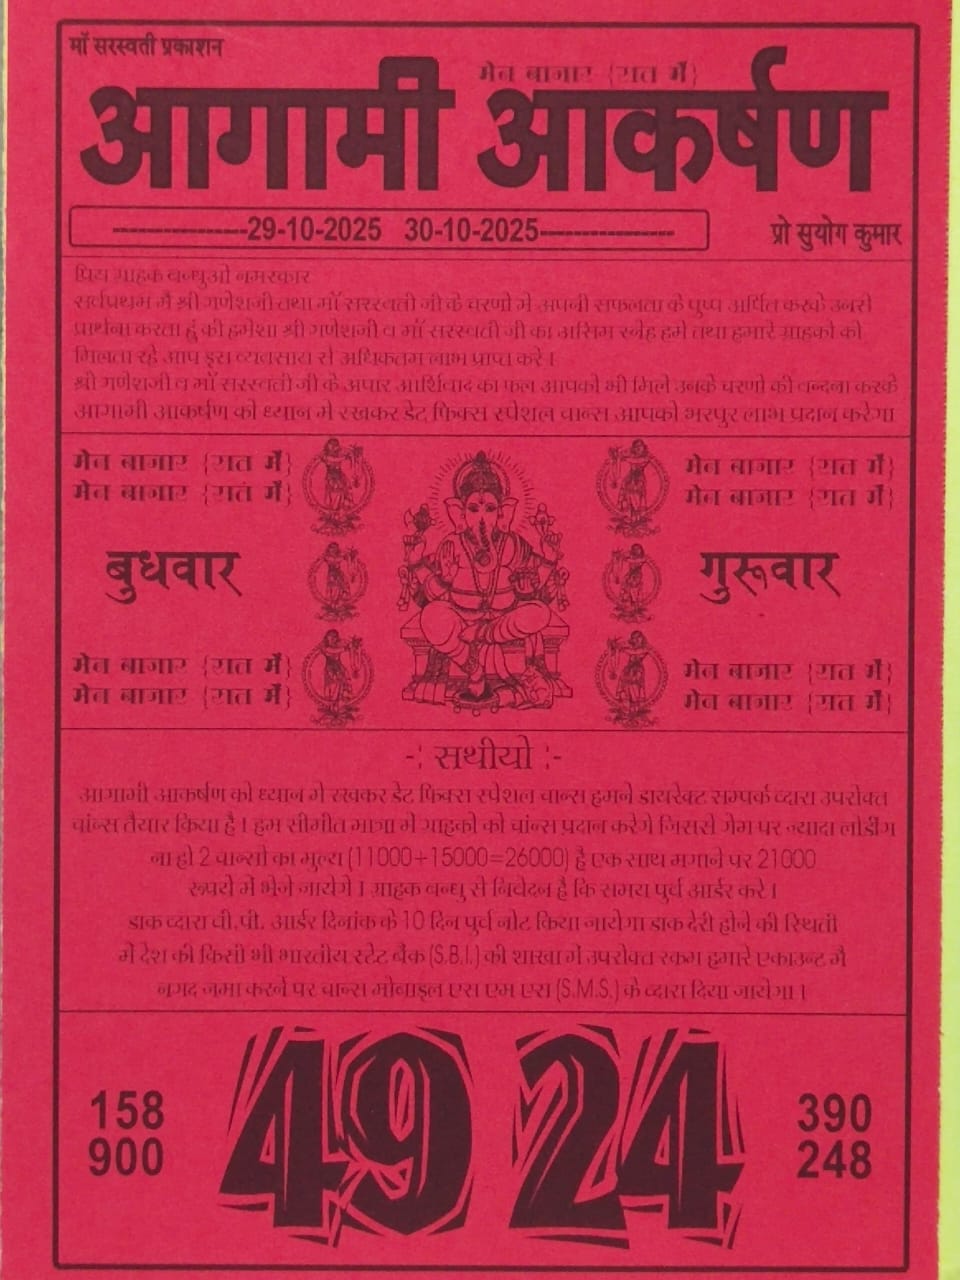 माँ सरस्वती प्रकाशन
मेन बाजार {रात में}
आगामी आकर्षण
29-10-2025 30-10-2025
प्रो सुयोग कुमार
प्रिय ग्राहक बन्धुओ नमस्कार
सर्वप्रथम मै श्री गणेशजी तथा माँ सरस्वती जी के चरणो मे अपनी सफलता के पुष्प अर्पित करके उनसे
प्रार्थना करता हूं की हमेशा श्री गणेशजी व माँ सरस्वती जी का असिम स्नेह हमे तथा हमारे ग्राहको को
मिलता रहे आप इस व्यवसाय से अधिकतम लाभ प्राप्त करे ।
श्री गणेशजी व माँ सरस्वती जी के अपार आर्शिवाद का फल आपको भी मिले उनके चरणो की वन्दना करके
आगामी आकर्षण को ध्यान मे रखकर डेट फिक्स स्पेशल चान्स आपको भरपुर लाभ प्रदान करेगा
मेन बाजार {रात में}
मेन बाजार {रात में}
मेन बाजार {रात में}
मेन बाजार {रात में}
बुधवार
गुरूवार
मेन बाजार {रात में}
मेन बाजार {रात में}
मेन बाजार {रात में}
मेन बाजार {रात में}
-: सथीयो :-
आगामी आकर्षण को ध्यान मे रखकर डेट फिक्स स्पेशल चान्स हमने डायरेक्ट सम्पर्क व्दारा उपरोक्त
चांन्स तैयार किया है । हम सीमीत मात्रा मे ग्राहको को चांन्स प्रदान करेगे जिससे गेम पर ज्यादा लोडींग
ना हो 2 चान्सो का मुल्य (11000+15000=26000) है एक साथ मगाने पर 21000
रूपये में भेजे जायेगे । ग्राहक बन्धु से निवेदन है कि समय पुर्व आर्डर करे ।
डाक व्दारा वी.पी. आर्डर दिनांक के 10 दिन पुर्व नोट किया जायेगा डाक देरी होने की स्थिती
में देश की किसी भी भारतीय स्टेट बैंक (S.B.I.) की शाखा में उपरोक्त रकम हमारे एकाउन्ट मै
नगद जमा करने पर चान्स मोबाइल एस एम एस (S.M.S.) के व्दारा दिया जायेगा ।
158
900
49 24
390
248